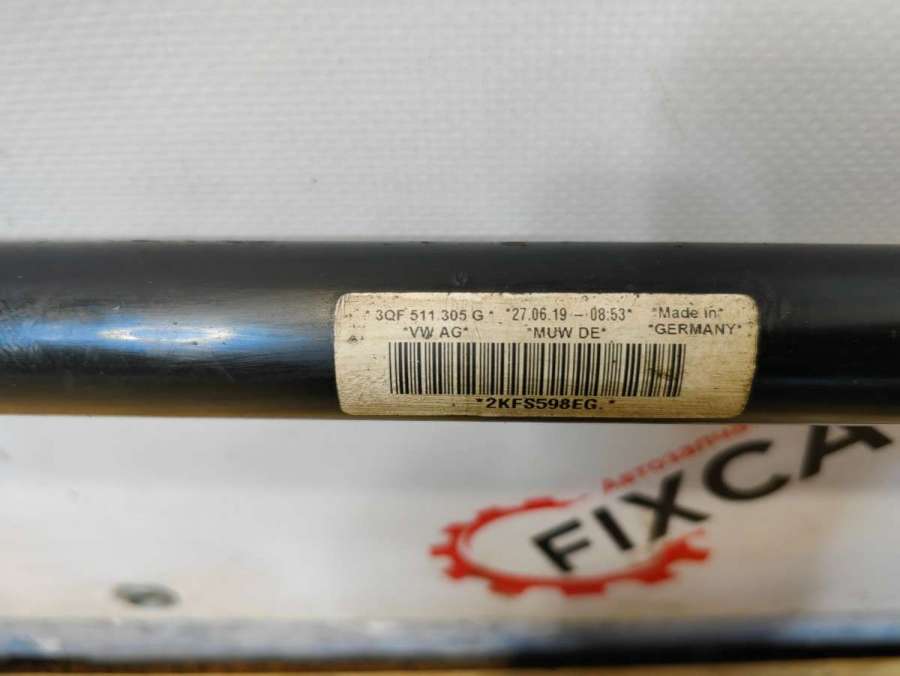 * 3QF 511 305 G * *27.06.19 – 08:53* *Made in*
*VW AG* *MUW DE* *GERMANY*
*2KFS598EG.*
FIXCA